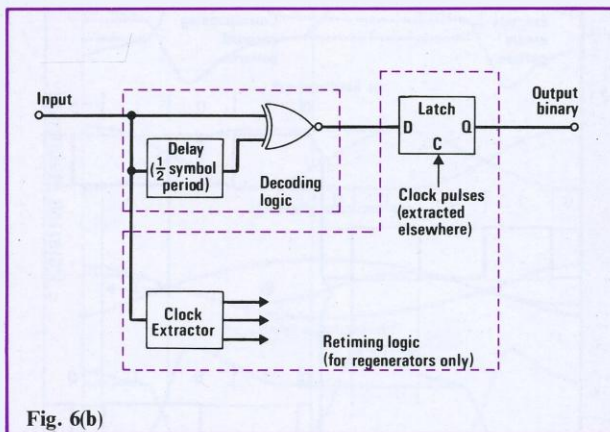 Input
Output
binary
Latch
D
Q
C
Delay
(½ symbol
period)
Decoding
logic
Clock pulses
(extracted
elsewhere)
Clock
Extractor
Retiming logic
(for regenerators only)
Fig. 6(b)